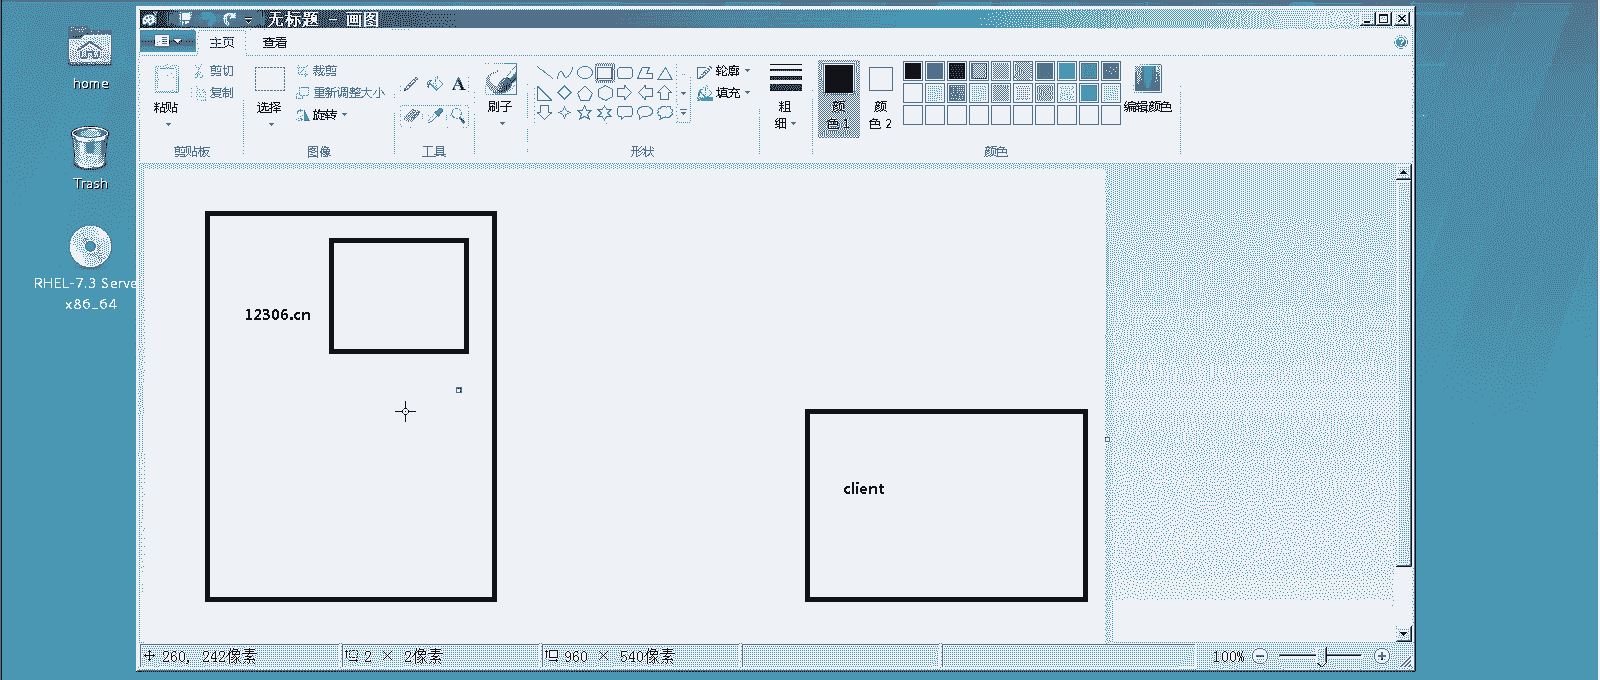 home
Trash
RHEL-7.3 Serve
x86_64
无标题 - 画图
主页
查看
粘贴
剪切
复制
剪贴板
选择
裁剪
重新调整大小
旋转
图像
A
工具
刷子
轮廓
填充
形状
粗
细
颜
色 1
颜
色 2
编辑颜色
颜色
12306.cn
client
260, 242像素
2 × 2像素
960 × 540像素
100%